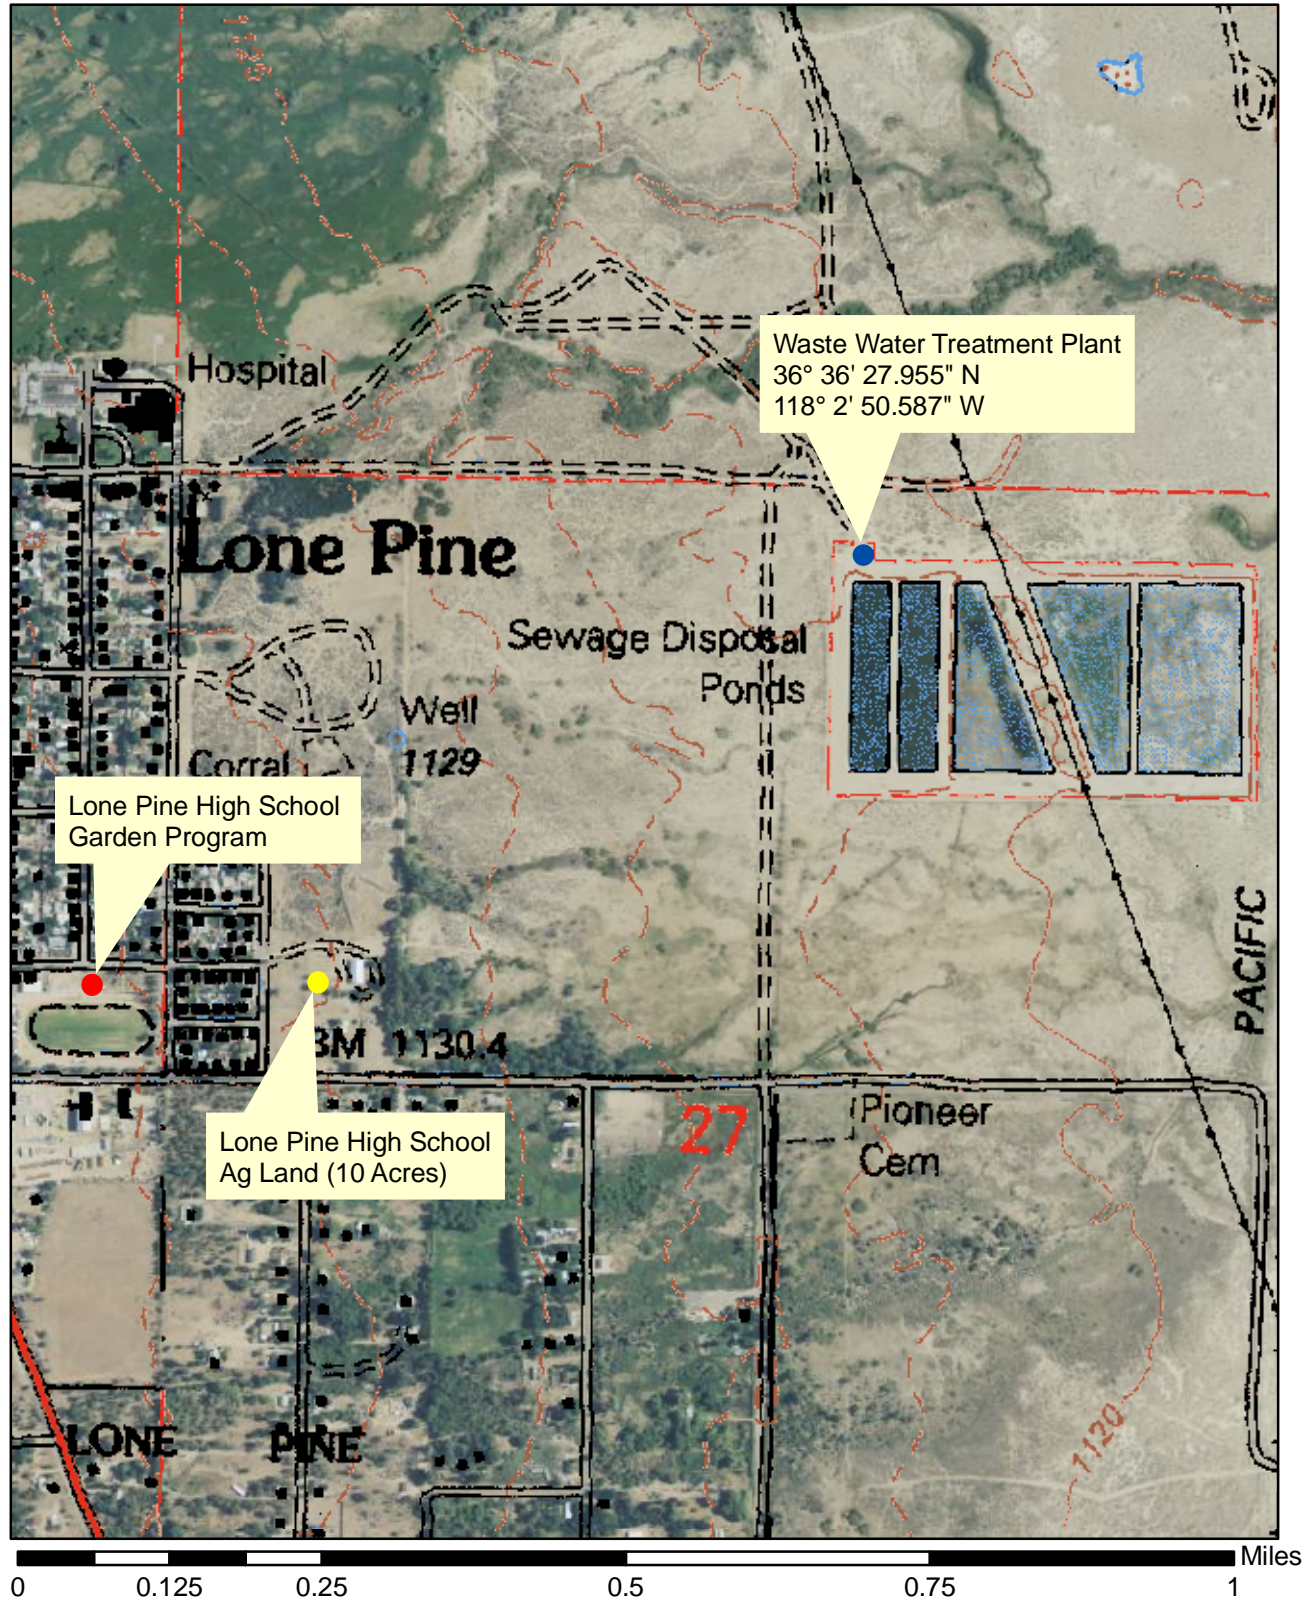 Hospital
Waste Water Treatment Plant
36° 36' 27.955" N
118° 2' 50.587" W
Lone Pine
Sewage Disposal
Ponds
Well
1129
Corral
Lone Pine High School
Garden Program
PACIFIC
BM 1130.4
27
Pioneer
Cem
Lone Pine High School
Ag Land (10 Acres)
1120
LONE PINE
Miles
0 0.125 0.25 0.5 0.75 1